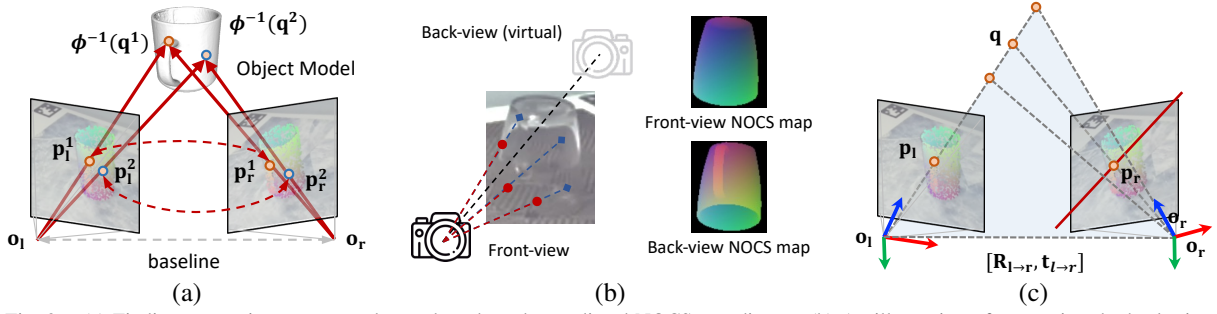 ϕ⁻¹(q¹)
ϕ⁻¹(q²)
Object Model
p_l^1
p_l^2
p_r^1
p_r^2
o_l
o_r
baseline
(a)
Back-view (virtual)
Front-view
Front-view NOCS map
Back-view NOCS map
(b)
q
p_l
p_r
o_l
o_r
o_r
[R_{l→r}, t_{l→r}]
(c)